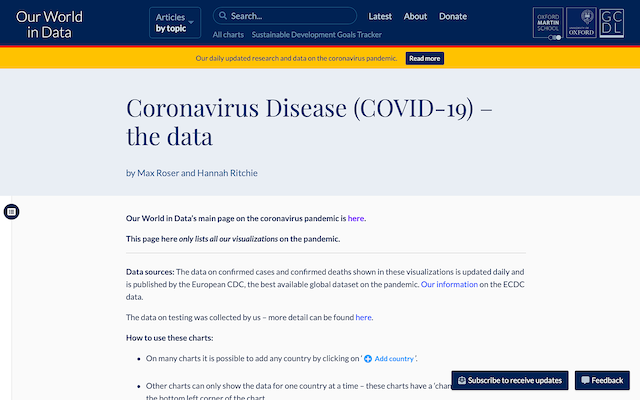 Our World
in Data
Articles
by topic
Search...
Latest
About
Donate
All charts
Sustainable Development Goals Tracker
OXFORD
MARTIN
SCHOOL
UNIVERSITY OF
OXFORD
GC
DL
Our daily updated research and data on the coronavirus pandemic.
Read more
Coronavirus Disease (COVID-19) –
the data
by Max Roser and Hannah Ritchie
Our World in Data's main page on the coronavirus pandemic is here.
This page here only lists all our visualizations on the pandemic.
Data sources: The data on confirmed cases and confirmed deaths shown in these visualizations is updated daily and
is published by the European CDC, the best available global dataset on the pandemic. Our information on the ECDC
data.
The data on testing was collected by us – more detail can be found here.
How to use these charts:
• On many charts it is possible to add any country by clicking on ' Add country '.
• Other charts can only show the data for one country at a time – these charts have a 'chan
the bottom left corner of the chart.
Subscribe to receive updates
Feedback